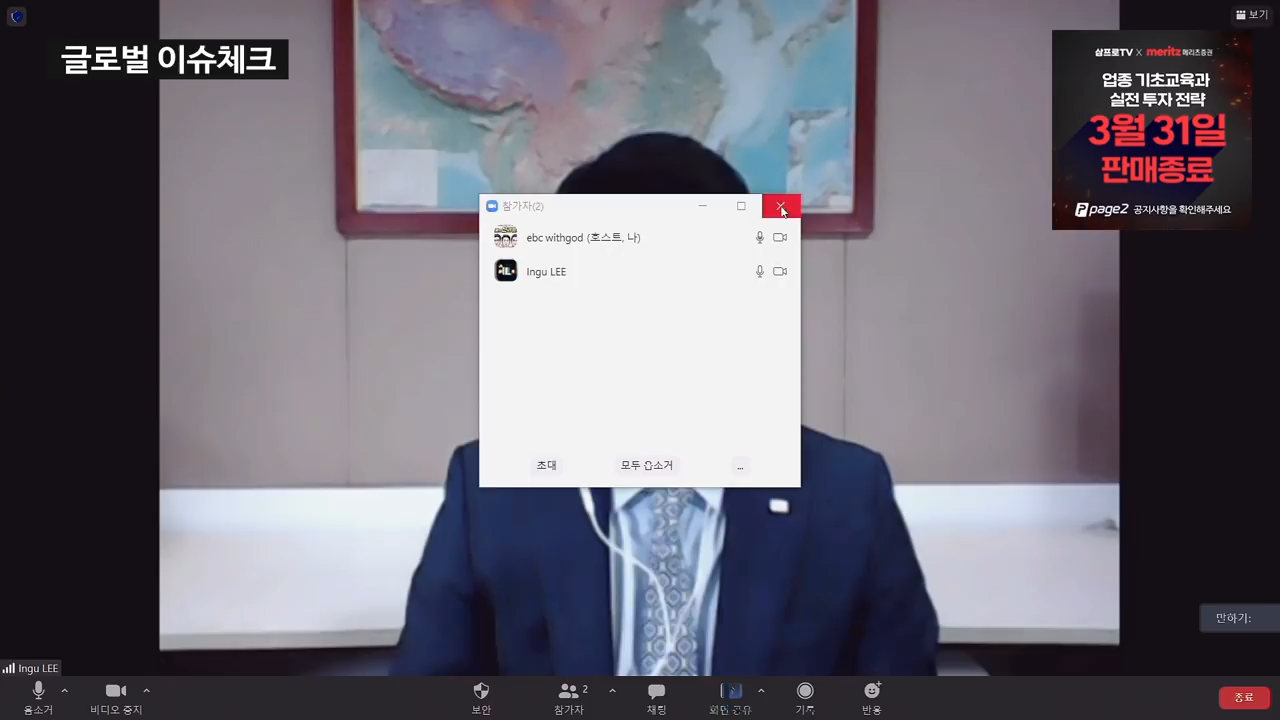 보기
글로벌 이슈체크
삼프로TV X meritz 메리츠증권
업종 기초교육과
실전 투자 전략
3월 31일
판매종료
page2 공지사항을 확인해주세요
참가자(2)
ebc withgod (호스트, 나)
Ingu LEE
초대
모두 음소거
...
말하기:
Ingu LEE
음소거
비디오 중지
보안
참가자
2
채팅
화면 공유
기록
반응
종료